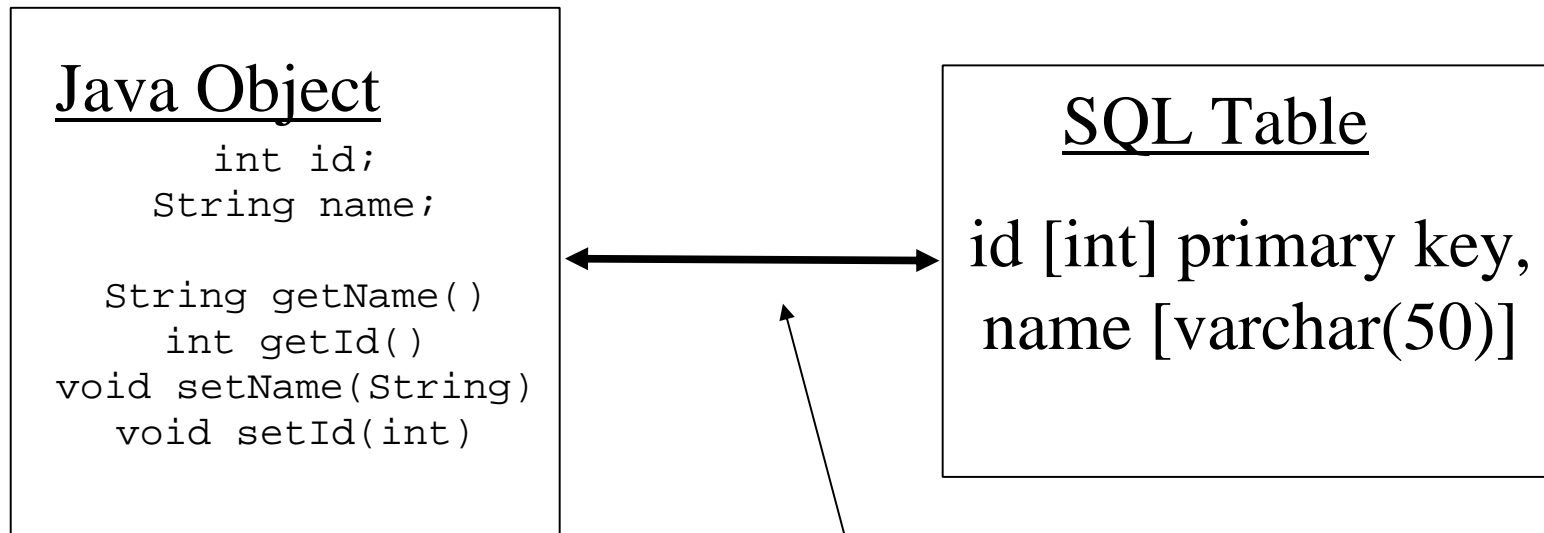 Java Object
int id;
String name;
String getName()
int getId()
void setName(String)
void setId(int)
SQL Table
id [int] primary key,
name [varchar(50)]